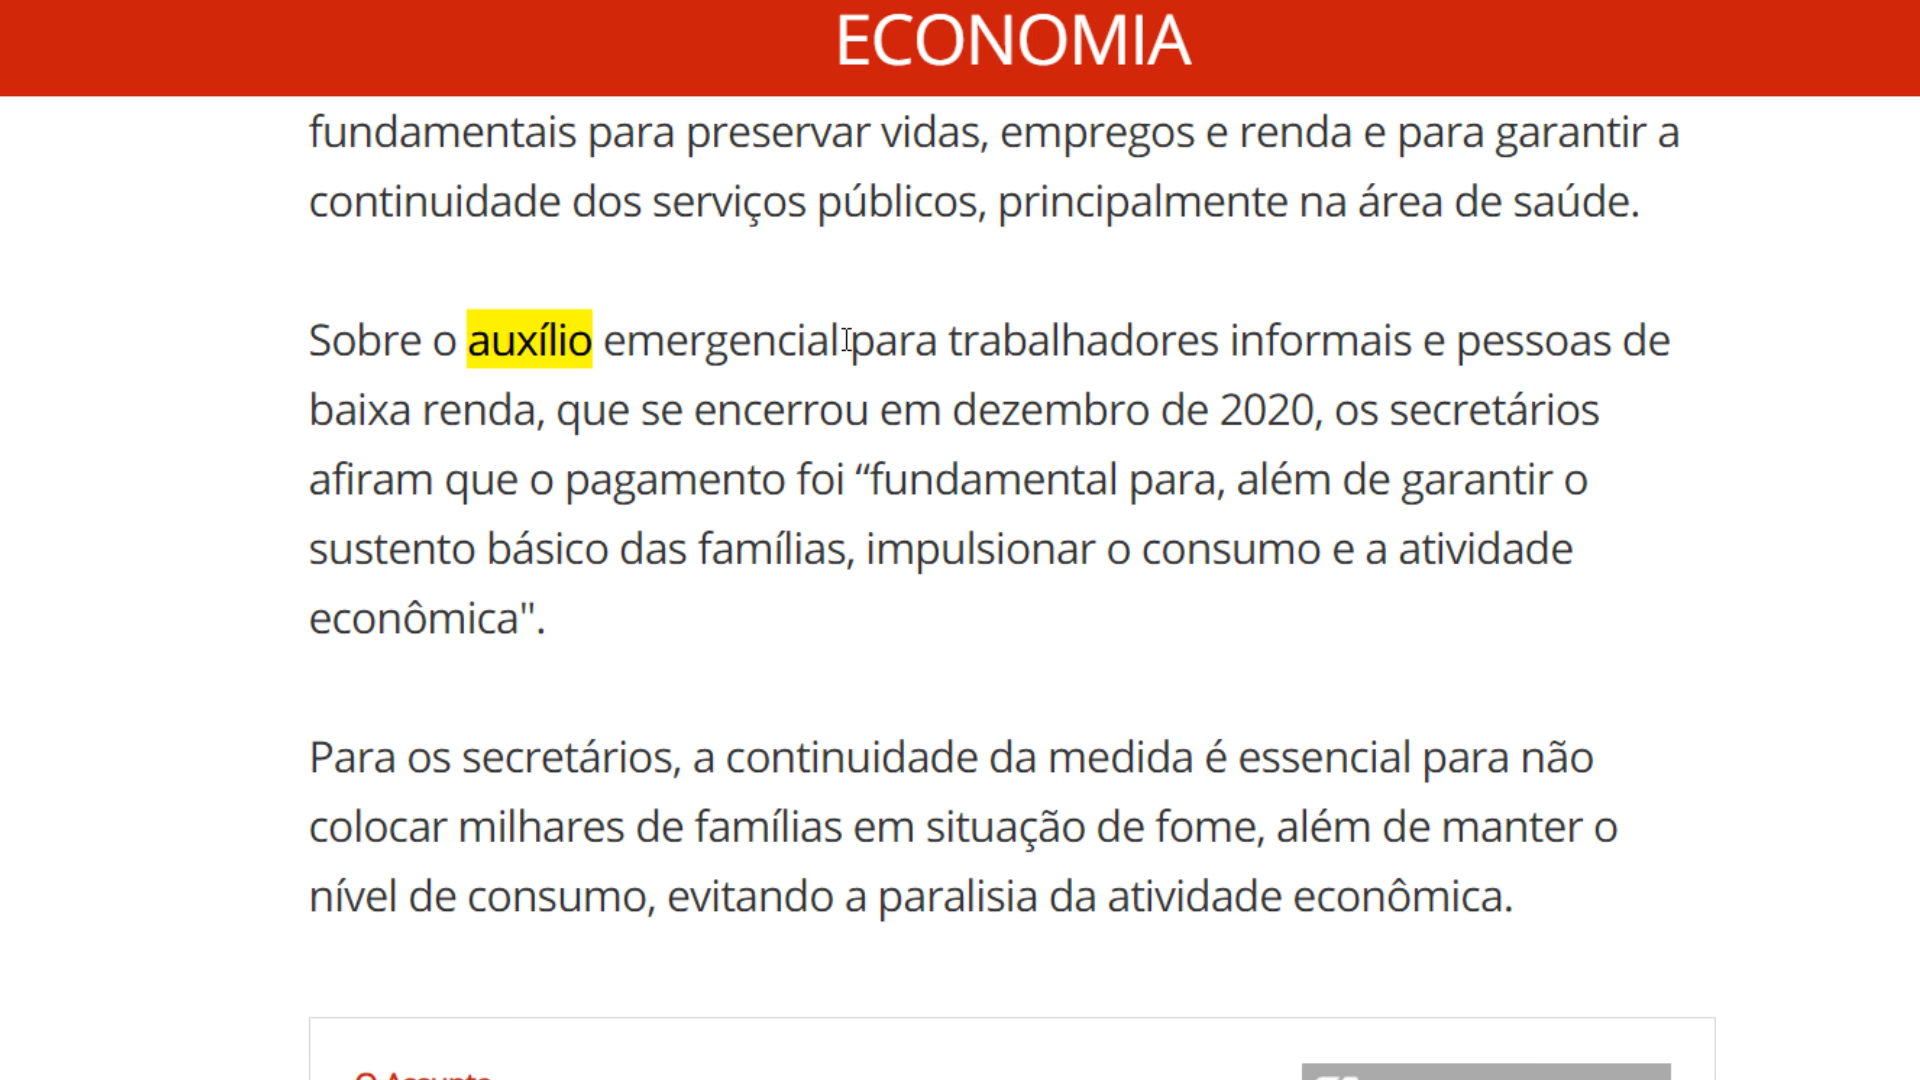 ECONOMIA
fundamentais para preservar vidas, empregos e renda e para garantir a
continuidade dos serviços públicos, principalmente na área de saúde.
Sobre o auxílio emergencial para trabalhadores informais e pessoas de
baixa renda, que se encerrou em dezembro de 2020, os secretários
afiram que o pagamento foi “fundamental para, além de garantir o
sustento básico das famílias, impulsionar o consumo e a atividade
econômica".
Para os secretários, a continuidade da medida é essencial para não
colocar milhares de famílias em situação de fome, além de manter o
nível de consumo, evitando a paralisia da atividade econômica.
O Assunto